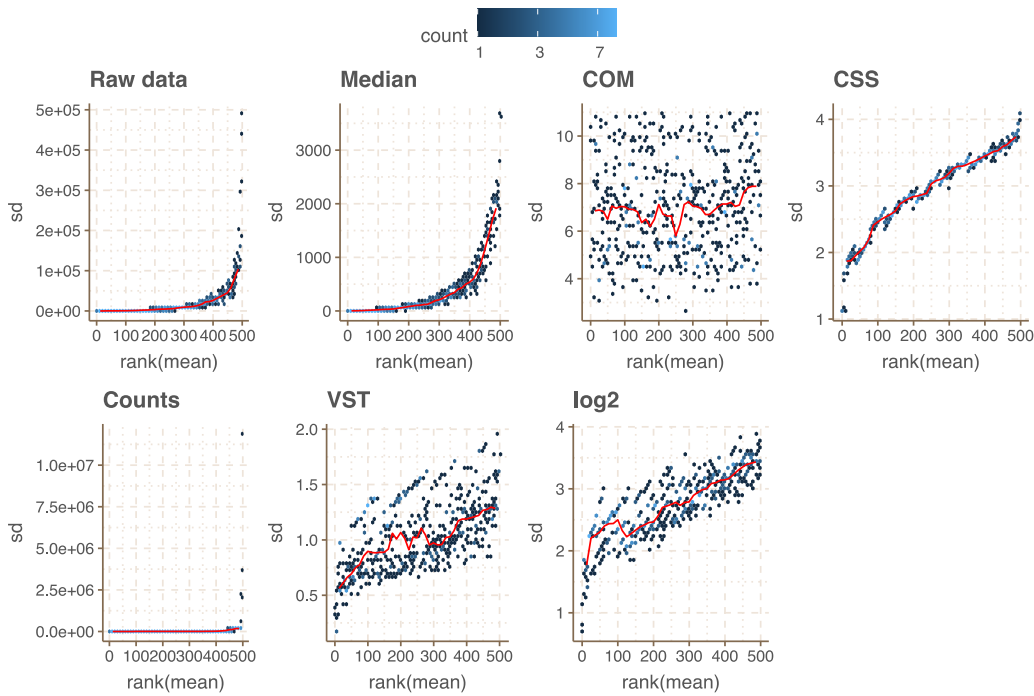 count
1 3 7
Raw data Median COM CSS
5e+05
4e+05
3e+05
2e+05
1e+05
0e+00
sd
0 100 200 300 400 500
rank(mean)
3000
2000
1000
0
sd
0 100 200 300 400 500
rank(mean)
10
8
6
4
sd
0 100 200 300 400 500
rank(mean)
4
3
2
1
sd
0 100 200 300 400 500
rank(mean)
Counts VST log2
1.0e+07
7.5e+06
5.0e+06
2.5e+06
0.0e+00
sd
0 100 200 300 400 500
rank(mean)
2.0
1.5
1.0
0.5
sd
0 100 200 300 400 500
rank(mean)
4
3
2
1
sd
0 100 200 300 400 500
rank(mean)